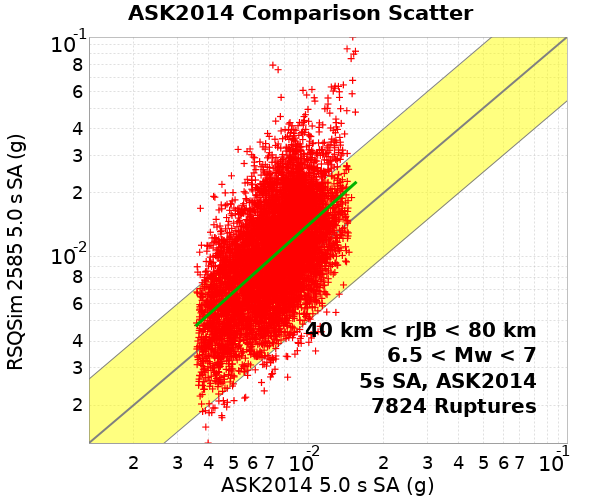 ASK2014 Comparison Scatter
RSQSim 2585 5.0 s SA (g)
10^-1
8
6
4
3
2
10^-2
8
6
4
3
2
40 km < rJB < 80 km
6.5 < Mw < 7
5s SA, ASK2014
7824 Ruptures
2 3 4 5 6 7 10^-2 2 3 4 5 6 7 10^-1
ASK2014 5.0 s SA (g)